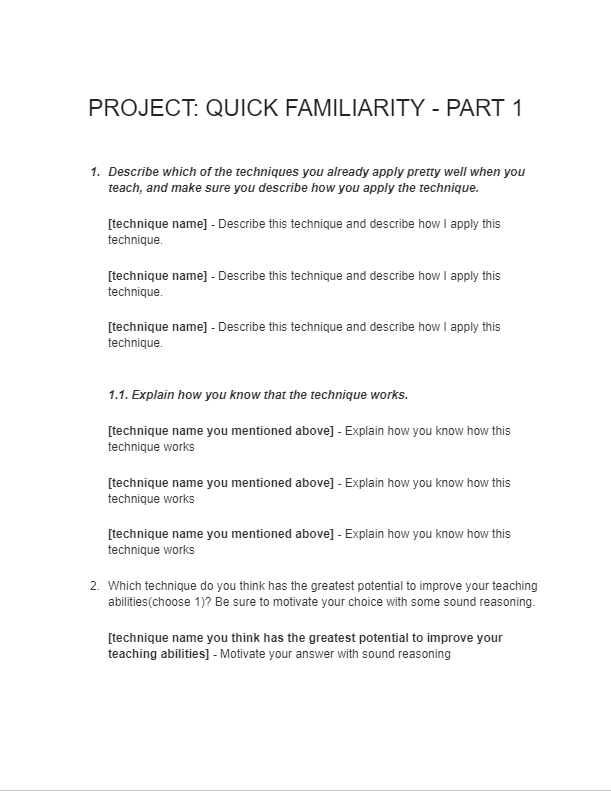 PROJECT: QUICK FAMILIARITY - PART 1
1. Describe which of the techniques you already apply pretty well when you
teach, and make sure you describe how you apply the technique.
[technique name] - Describe this technique and describe how I apply this
technique.
[technique name] - Describe this technique and describe how I apply this
technique.
[technique name] - Describe this technique and describe how I apply this
technique.
1.1. Explain how you know that the technique works.
[technique name you mentioned above] - Explain how you know how this
technique works
[technique name you mentioned above] - Explain how you know how this
technique works
[technique name you mentioned above] - Explain how you know how this
technique works
2. Which technique do you think has the greatest potential to improve your teaching
abilities(choose 1)? Be sure to motivate your choice with some sound reasoning.
[technique name you think has the greatest potential to improve your
teaching abilities] - Motivate your answer with sound reasoning